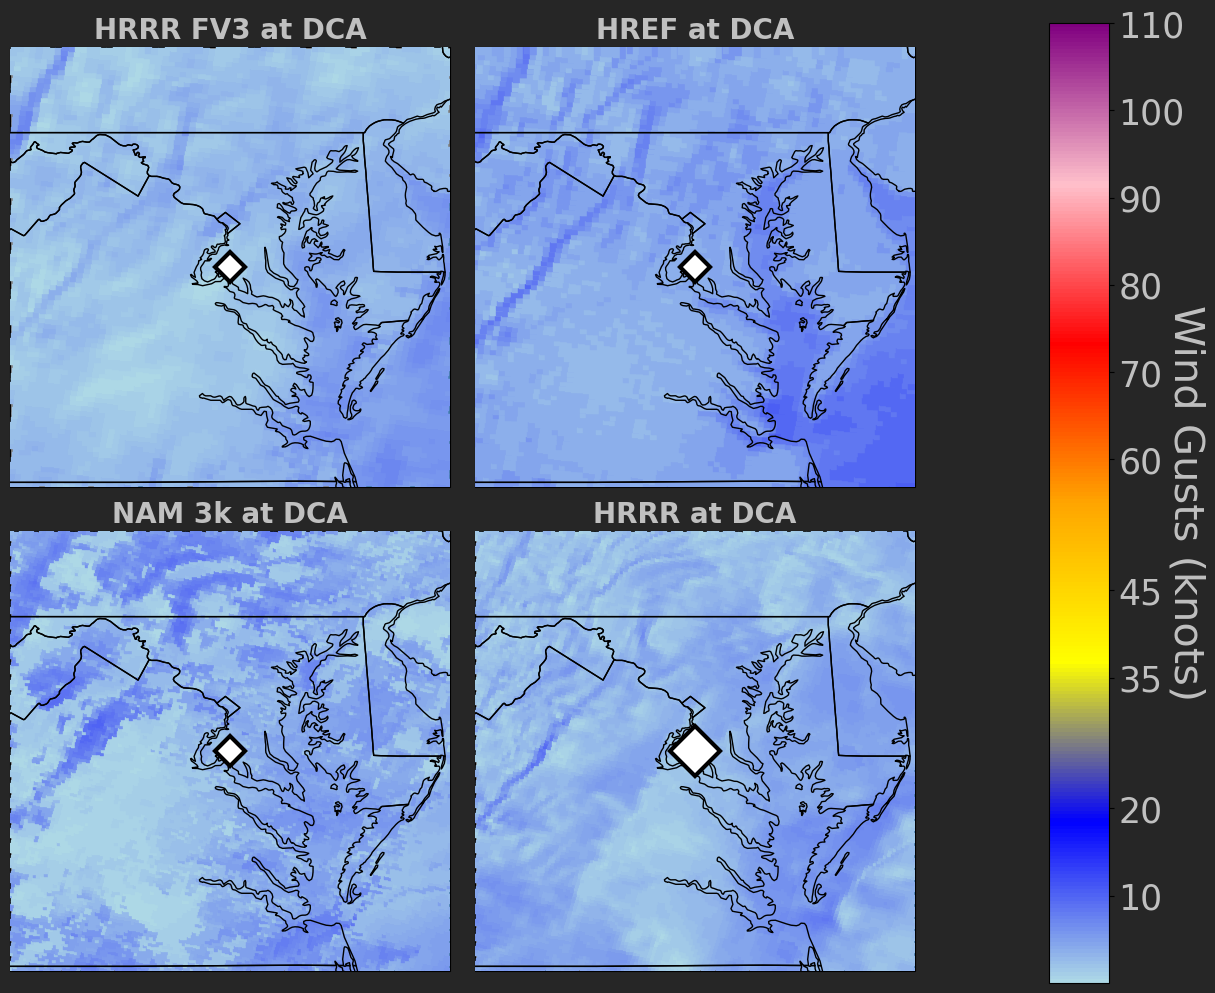 HRRR FV3 at DCA
HREF at DCA
NAM 3k at DCA
HRRR at DCA
110
100
90
80
70
60
45
35
20
10
Wind Gusts (knots)